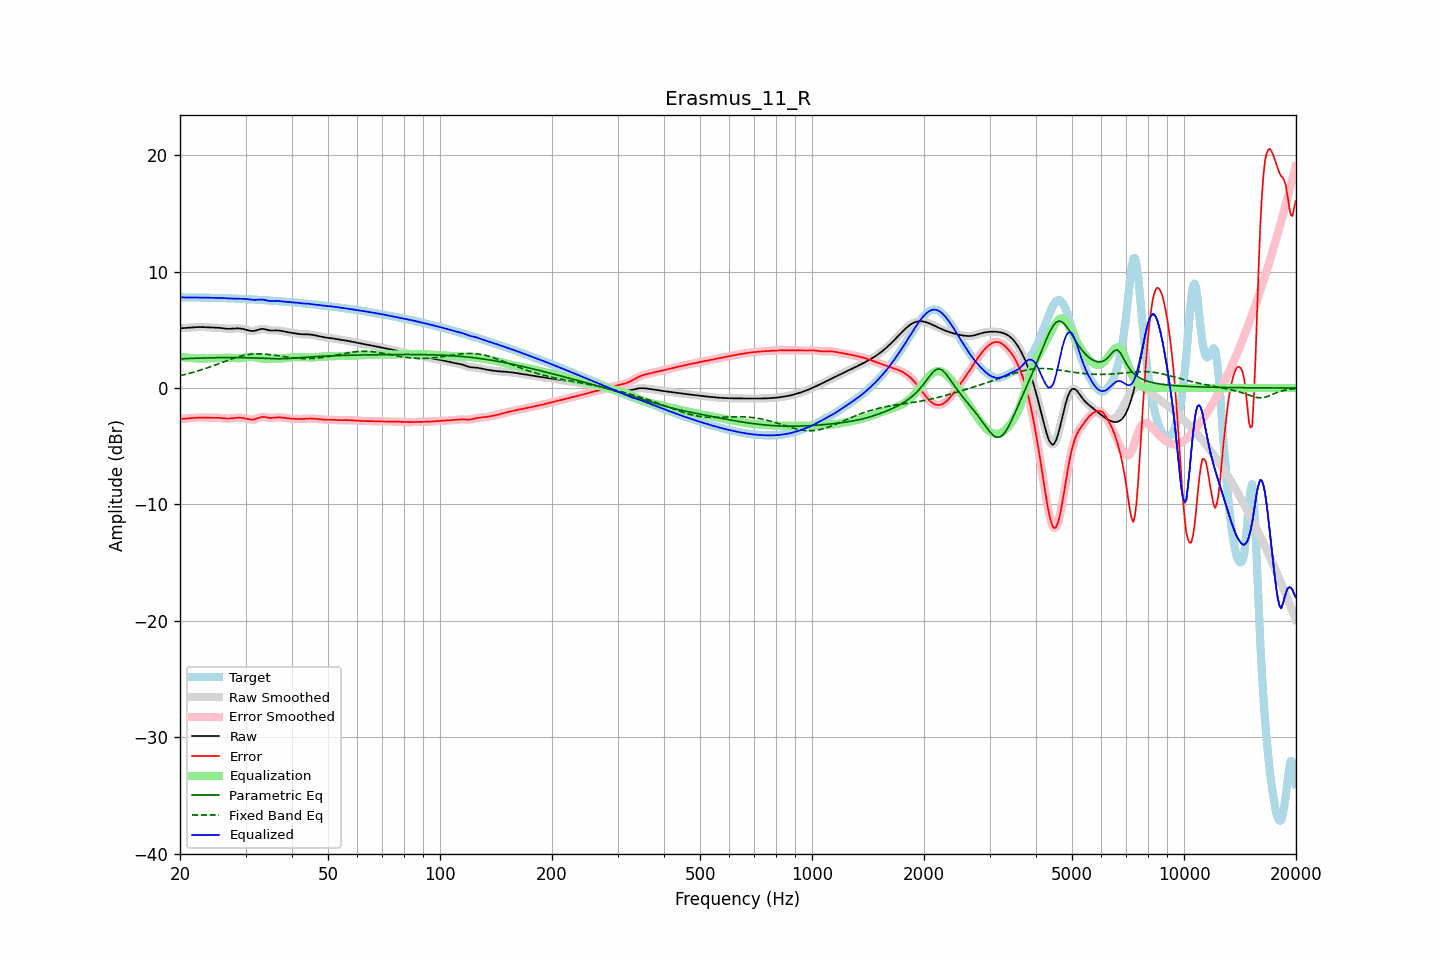 Erasmus_11_R
20
10
0
−10
−20
−30
−40
Amplitude (dBr)
Target
Raw Smoothed
Error Smoothed
Raw
Error
Equalization
Parametric Eq
Fixed Band Eq
Equalized
20 50 100 200 500 1000 2000 5000 10000 20000
Frequency (Hz)